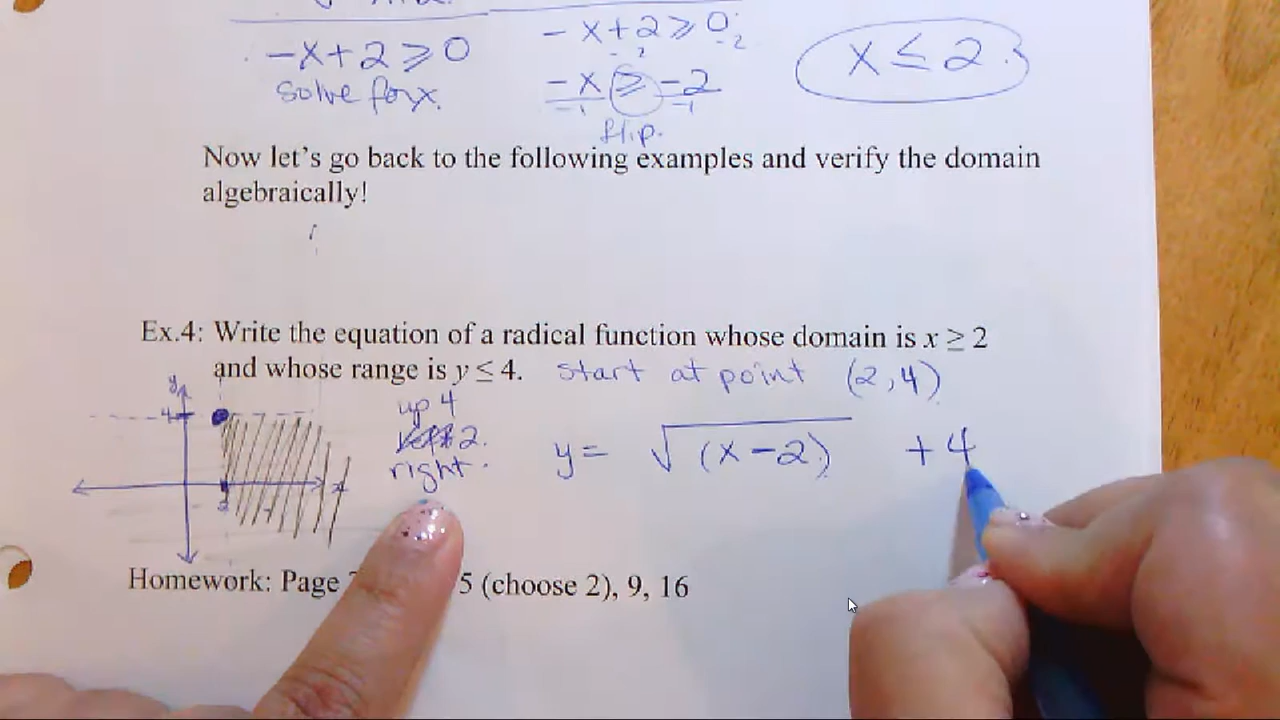 -x+2 ≥ 0
-x+2 ≥ 0
-2 -2
x ≤ 2
solve for x.
-x ≥ -2
-1 -1
flip.
Now let's go back to the following examples and verify the domain
algebraically!
Ex.4: Write the equation of a radical function whose domain is x ≥ 2
and whose range is y ≤ 4. start at point (2,4)
y
4
up 4
2.
right.
y= √(x-2) +4
x
2
Homework: Page 5 (choose 2), 9, 16